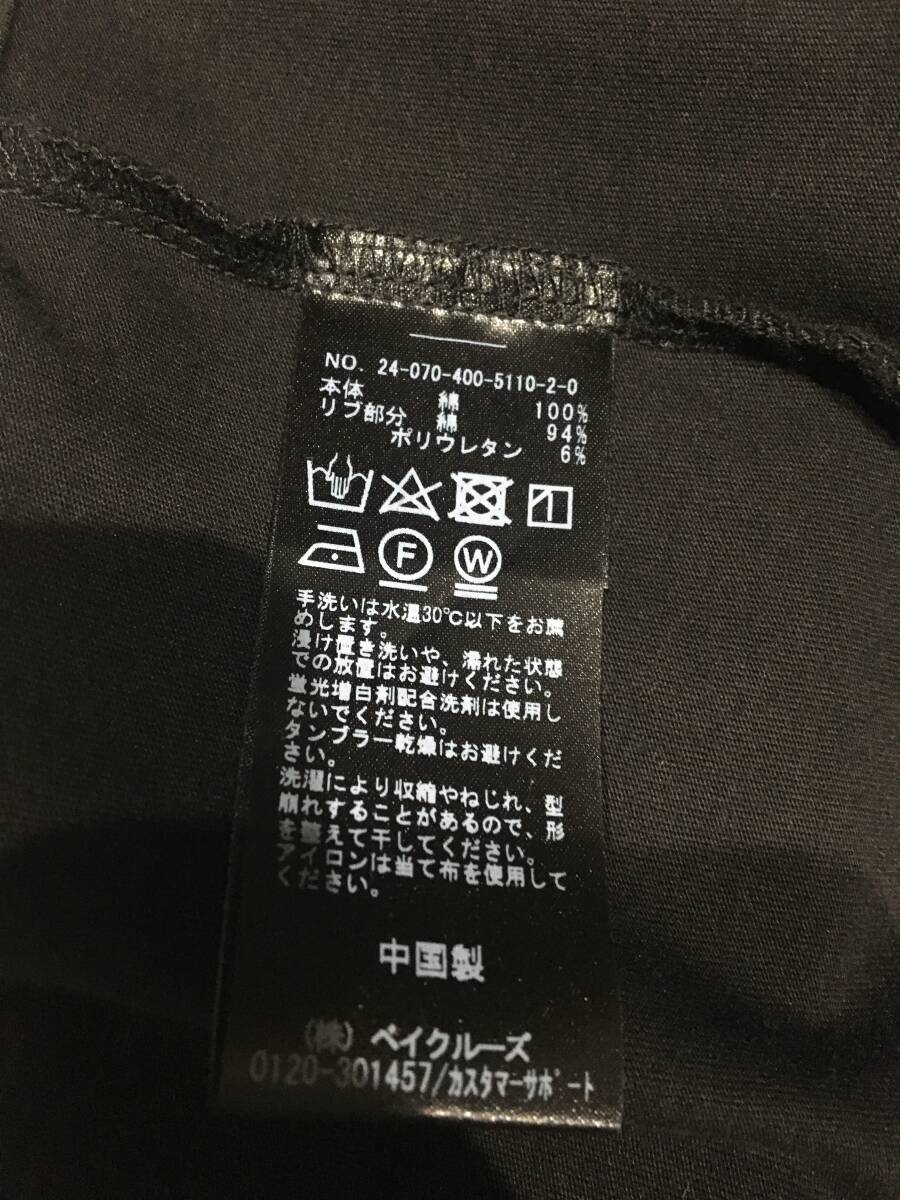 NO. 24-070-400-5110-2-0
本体 綿 100%
リブ部分 綿 94%
ポリウレタン 6%
F W
手洗いは水温30℃以下をお薦
めします。
浸け置き洗いや、濡れた状態
での放置はお避けください。
蛍光増白剤配合洗剤は使用し
ないでください。
タンブラー乾燥はお避けくだ
さい。
洗濯により収縮やねじれ、型
崩れすることがあるので、形
を整えて干してください。
アイロンは当て布を使用して
ください。
中国製
(株) ベイクルーズ
0120-301457/カスタマーサポート